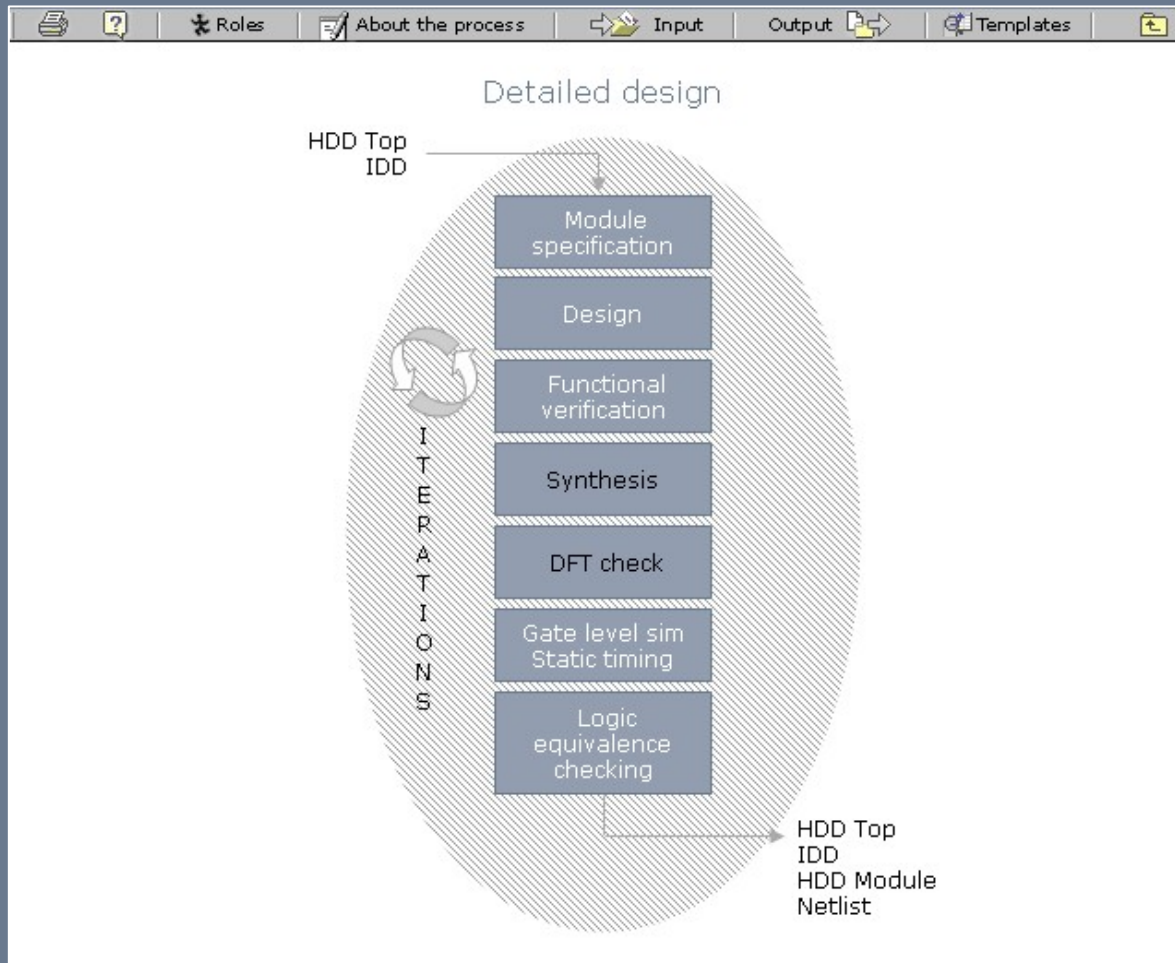 Roles About the process Input Output Templates
Detailed design
HDD Top
IDD
Module
specification
Design
Functional
verification
Synthesis
DFT check
Gate level sim
Static timing
Logic
equivalence
checking
ITERATIONS
HDD Top
IDD
HDD Module
Netlist